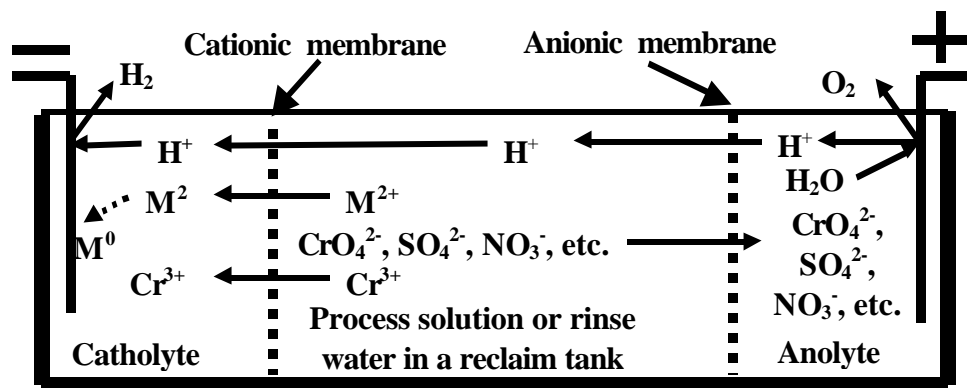 Cationic membrane
Anionic membrane
− +
H₂
O₂
H⁺ H⁺ H⁺
H₂O
M² M²⁺
M⁰
CrO₄²⁻, SO₄²⁻, NO₃⁻, etc.
CrO₄²⁻,
SO₄²⁻,
NO₃⁻, etc.
Cr³⁺ Cr³⁺
Process solution or rinse
water in a reclaim tank
Catholyte
Anolyte